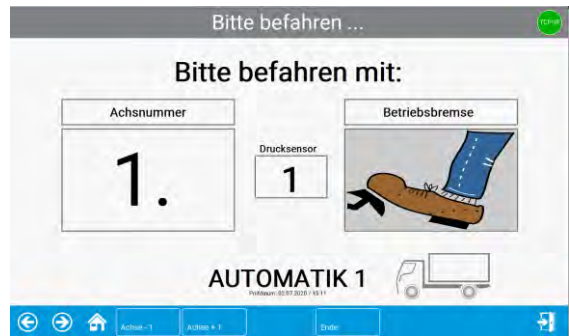 Bitte befahren ...
TCP-IP
Bitte befahren mit:
Achsnummer
Betriebsbremse
Drucksensor
1.
1
AUTOMATIK 1
Achse - 1
Achse + 1
Ende